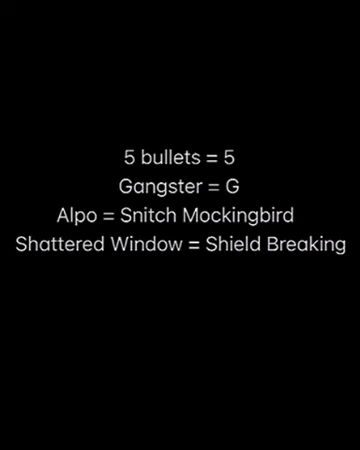 5 bullets = 5
Gangster = G
Alpo = Snitch Mockingbird
Shattered Window = Shield Breaking